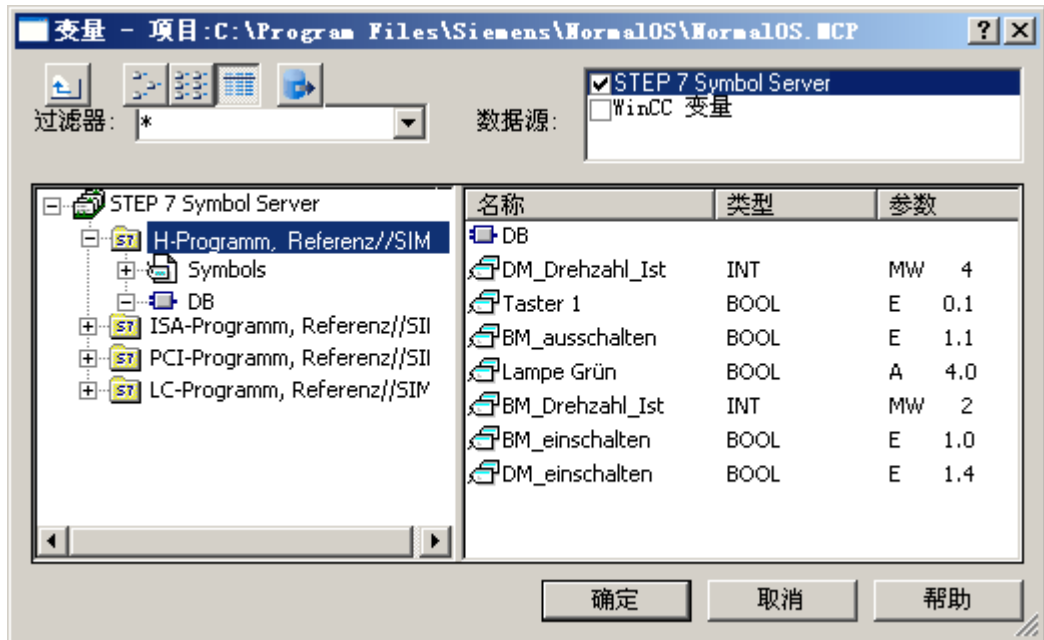 变量 - 项目:C:\Program Files\Siemens\NormalOS\NormalOS.MCP
过滤器: *
数据源:
STEP 7 Symbol Server
WinCC 变量
STEP 7 Symbol Server
H-Programm, Referenz//SIM
Symbols
DB
ISA-Programm, Referenz//SII
PCI-Programm, Referenz//SII
LC-Programm, Referenz//SIM
名称 类型 参数
DB
DM_Drehzahl_Ist INT MW 4
Taster 1 BOOL E 0.1
BM_ausschalten BOOL E 1.1
Lampe Grün BOOL A 4.0
BM_Drehzahl_Ist INT MW 2
BM_einschalten BOOL E 1.0
DM_einschalten BOOL E 1.4
确定 取消 帮助